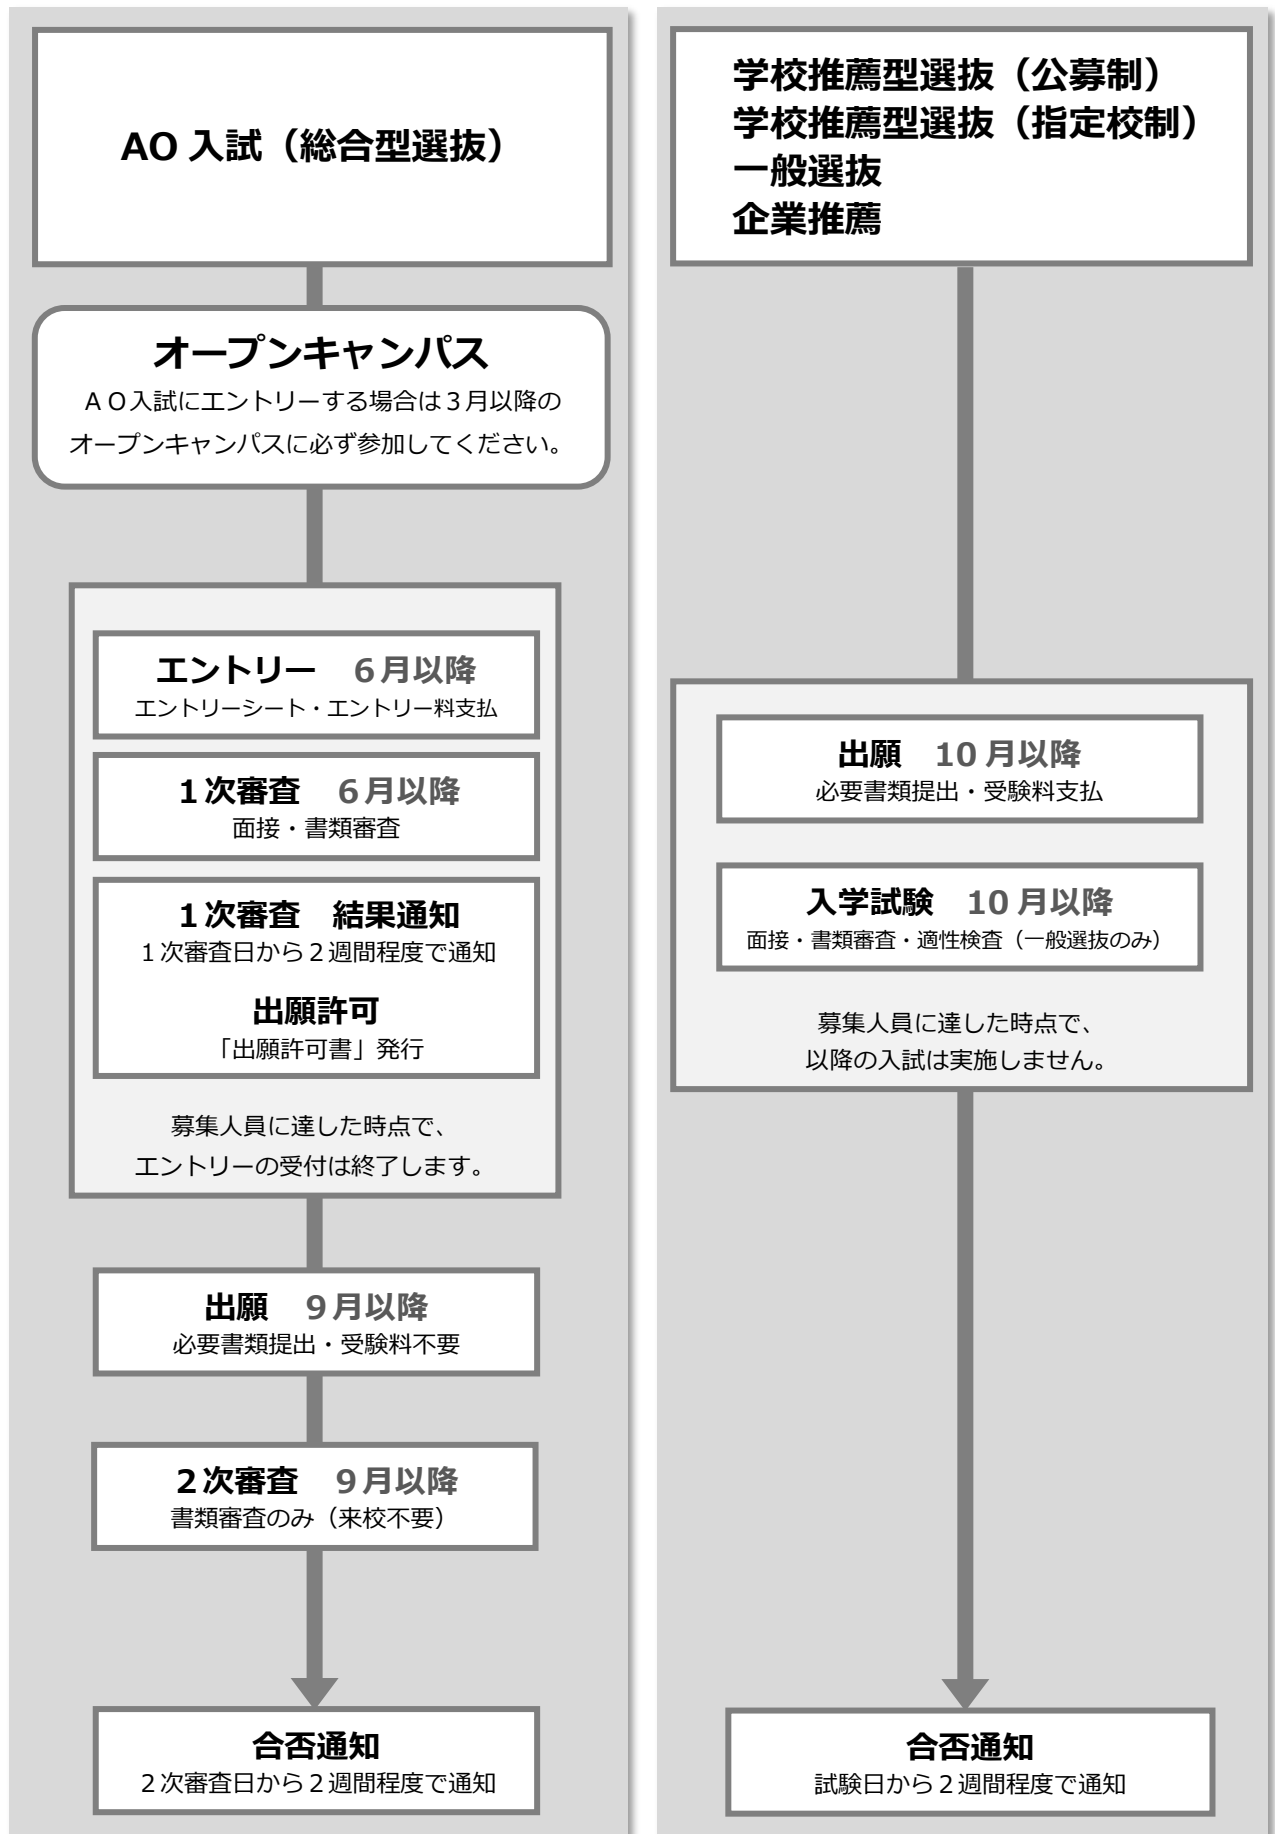 AO 入試（総合型選抜）
オープンキャンパス
ＡＯ入試にエントリーする場合は３月以降の
オープンキャンパスに必ず参加してください。
エントリー　６月以降
エントリーシート・エントリー料支払
１次審査　６月以降
面接・書類審査
１次審査　結果通知
１次審査日から２週間程度で通知
出願許可
「出願許可書」発行
募集人員に達した時点で、
エントリーの受付は終了します。
出願　９月以降
必要書類提出・受験料不要
２次審査　９月以降
書類審査のみ（来校不要）
合否通知
２次審査日から２週間程度で通知
学校推薦型選抜（公募制）
学校推薦型選抜（指定校制）
一般選抜
企業推薦
出願　10 月以降
必要書類提出・受験料支払
入学試験　10 月以降
面接・書類審査・適性検査（一般選抜のみ）
募集人員に達した時点で、
以降の入試は実施しません。
合否通知
試験日から２週間程度で通知